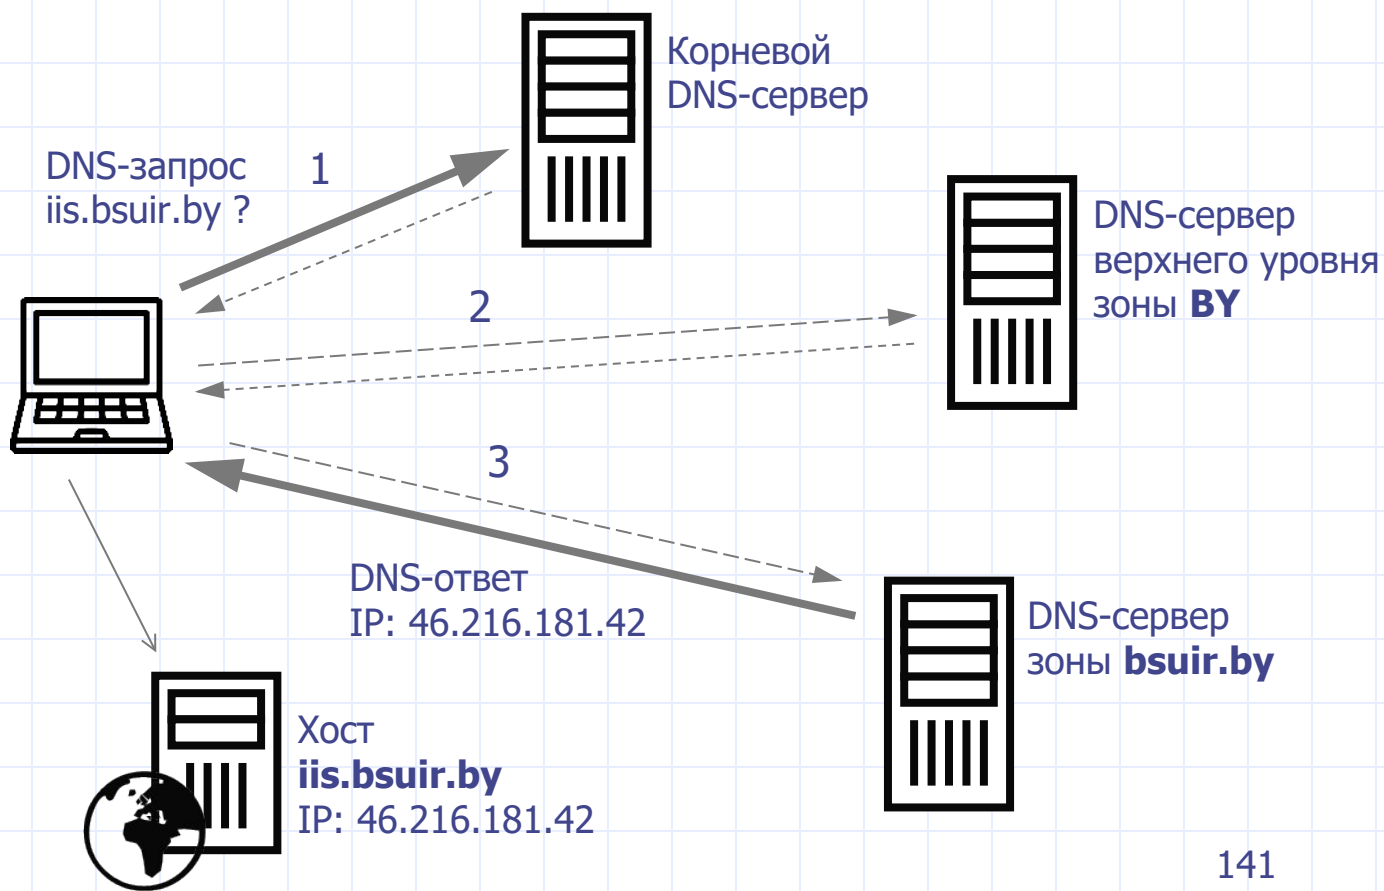 Корневой
DNS-сервер
DNS-запрос
iis.bsuir.by ?
1
DNS-сервер
верхнего уровня
зоны BY
2
3
DNS-ответ
IP: 46.216.181.42
DNS-сервер
зоны bsuir.by
Хост
iis.bsuir.by
IP: 46.216.181.42
141